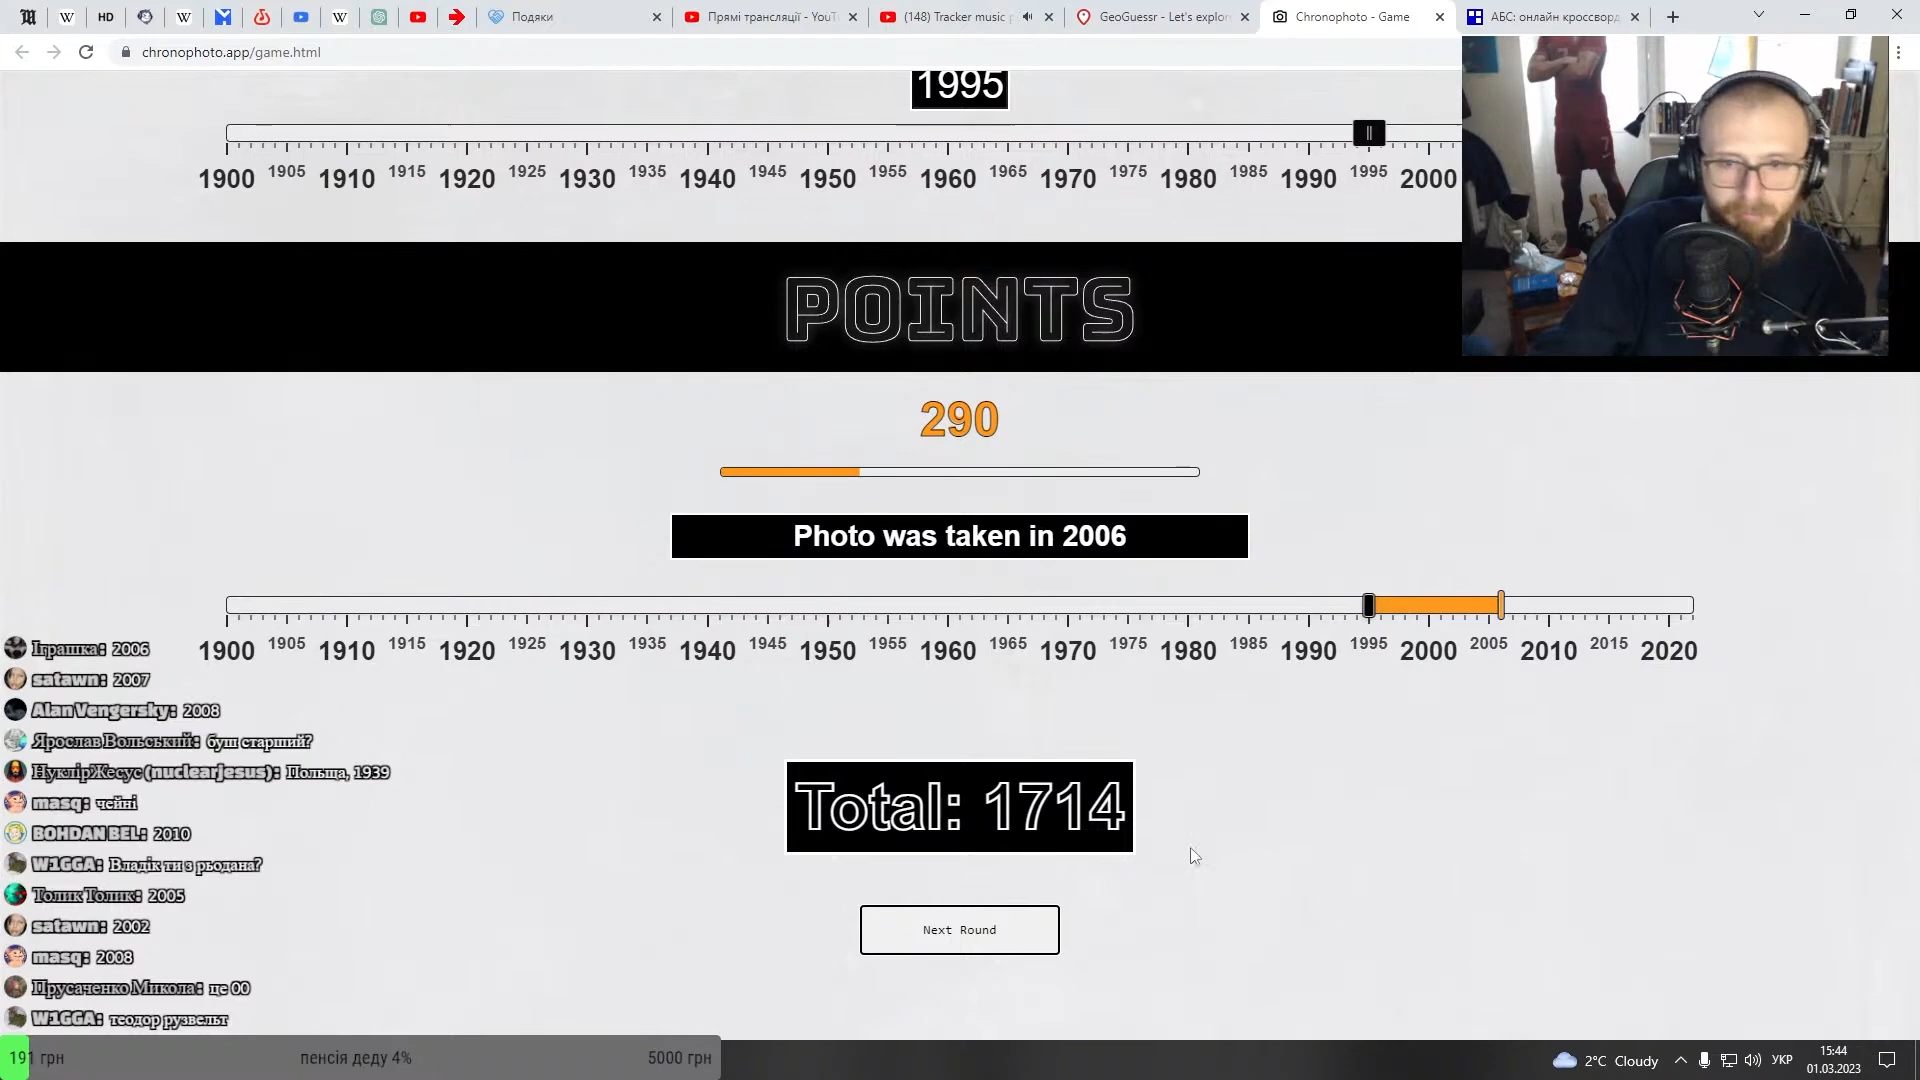 HD
Подяки
Прямі трансляції - YouT
(148) Tracker music p
GeoGuessr - Let's explor
Chronophoto - Game
АБС: онлайн кроссворд
chronophoto.app/game.html
1995
1900 1905 1910 1915 1920 1925 1930 1935 1940 1945 1950 1955 1960 1965 1970 1975 1980 1985 1990 1995 2000
7
POINTS
290
Photo was taken in 2006
1900 1905 1910 1915 1920 1925 1930 1935 1940 1945 1950 1955 1960 1965 1970 1975 1980 1985 1990 1995 2000 2005 2010 2015 2020
Іграшка: 2006
satawn: 2007
Alan Vengersky: 2008
Ярослав Вольський: буш старший?
НуклірЖесус (nuclearjesus): Польща, 1939
masq: чейні
BOHDAN BEL: 2010
W1GGA: Владік ти з рьодана?
Толик Толик: 2005
satawn: 2002
masq: 2008
Прусаченко Микола: це 00
W1GGA: теодор рузвельт
Total: 1714
Next Round
191 грн
пенсія деду 4%
5000 грн
2°C Cloudy
УКР
15:44
01.03.2023